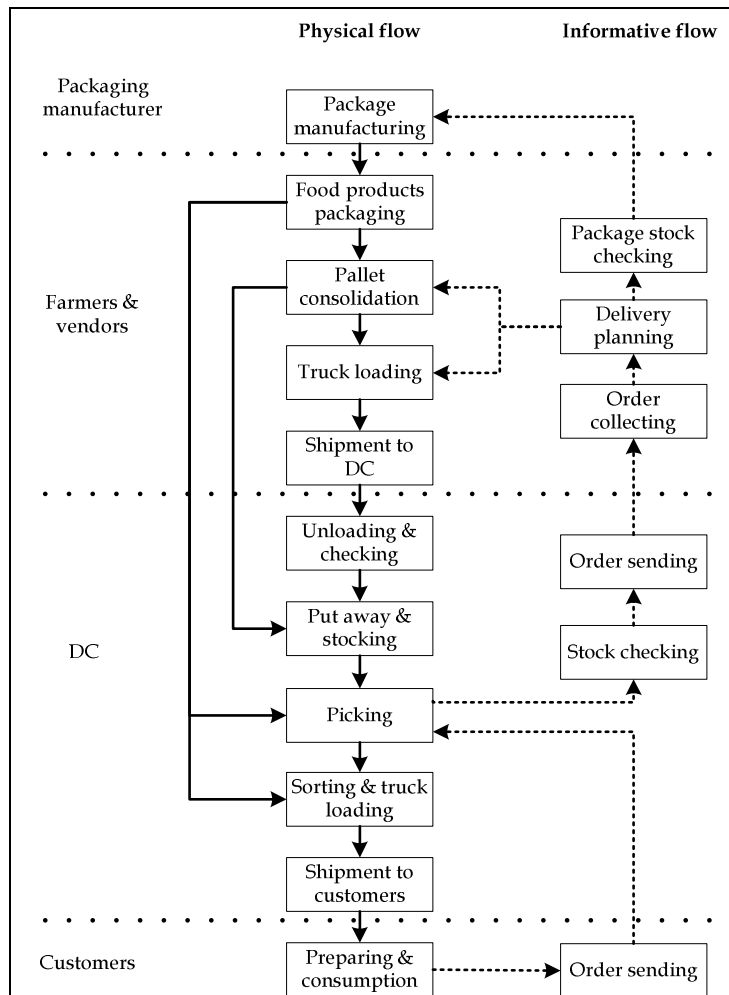 Physical flow
Informative flow
Packaging
manufacturer
Package
manufacturing
Farmers &
vendors
Food products
packaging
Pallet
consolidation
Truck loading
Shipment to
DC
Package stock
checking
Delivery
planning
Order
collecting
DC
Unloading &
checking
Put away &
stocking
Picking
Sorting & truck
loading
Shipment to
customers
Order sending
Stock checking
Customers
Preparing &
consumption
Order sending